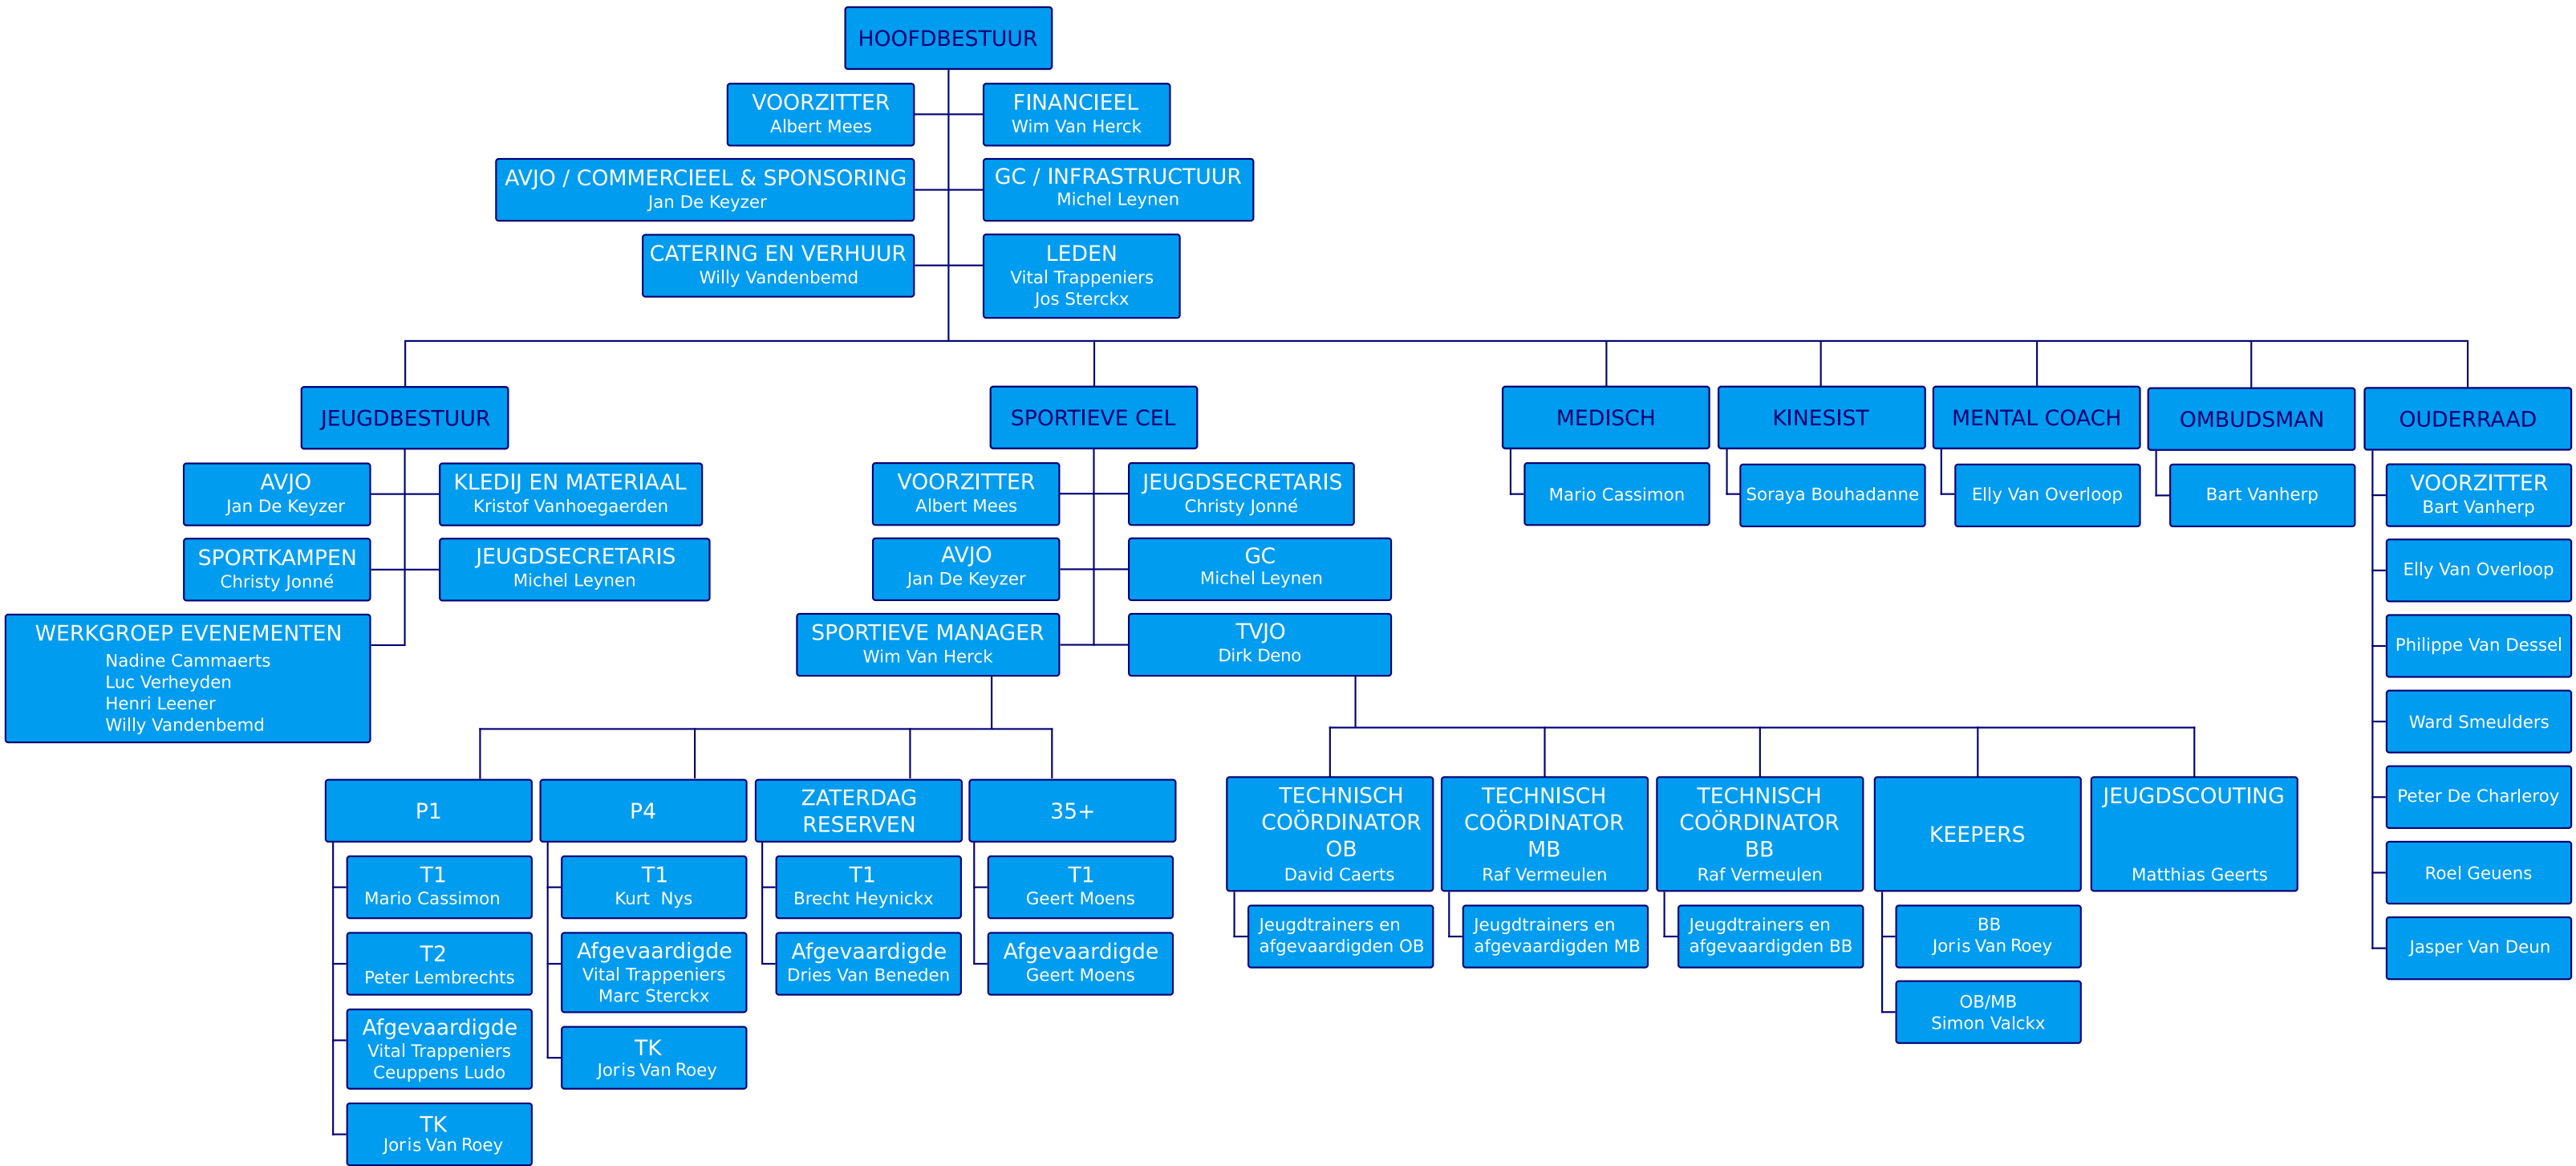 HOOFDBESTUUR
VOORZITTER
Albert Mees
FINANCIEEL
Wim Van Herck
AVJO / COMMERCIEEL & SPONSORING
Jan De Keyzer
GC / INFRASTRUCTUUR
Michel Leynen
CATERING EN VERHUUR
Willy Vandenbemd
LEDEN
Vital Trappeniers
Jos Sterckx
JEUGDBESTUUR
AVJO
Jan De Keyzer
KLEDIJ EN MATERIAAL
Kristof Vanhoegaerden
SPORTKAMPEN
Christy Jonné
JEUGDSECRETARIS
Michel Leynen
WERKGROEP EVENEMENTEN
Nadine Cammaerts
Luc Verheyden
Henri Leener
Willy Vandenbemd
SPORTIEVE CEL
VOORZITTER
Albert Mees
JEUGDSECRETARIS
Christy Jonné
AVJO
Jan De Keyzer
GC
Michel Leynen
SPORTIEVE MANAGER
Wim Van Herck
TVJO
Dirk Deno
P1
T1
Mario Cassimon
T2
Peter Lembrechts
Afgevaardigde
Vital Trappeniers
Ceuppens Ludo
TK
Joris Van Roey
P4
T1
Kurt  Nys
Afgevaardigde
Vital Trappeniers
Marc Sterckx
TK
Joris Van Roey
ZATERDAG
RESERVEN
T1
Brecht Heynickx
Afgevaardigde
Dries Van Beneden
35+
T1
Geert Moens
Afgevaardigde
Geert Moens
TECHNISCH
COÖRDINATOR
OB
David Caerts
Jeugdtrainers en
afgevaardigden OB
TECHNISCH
COÖRDINATOR
MB
Raf Vermeulen
Jeugdtrainers en
afgevaardigden MB
TECHNISCH
COÖRDINATOR
BB
Raf Vermeulen
Jeugdtrainers en
afgevaardigden BB
KEEPERS
BB
Joris Van Roey
OB/MB
Simon Valckx
JEUGDSCOUTING
Matthias Geerts
MEDISCH
Mario Cassimon
KINESIST
Soraya Bouhadanne
MENTAL COACH
Elly Van Overloop
OMBUDSMAN
Bart Vanherp
OUDERRAAD
VOORZITTER
Bart Vanherp
Elly Van Overloop
Philippe Van Dessel
Ward Smeulders
Peter De Charleroy
Roel Geuens
Jasper Van Deun